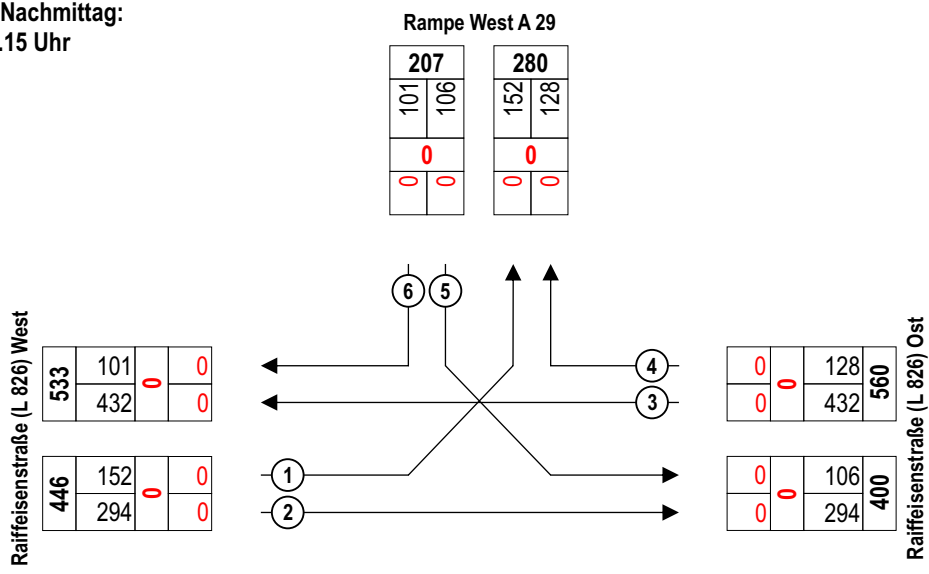 Nachmittag:
.15 Uhr
Rampe West A 29
207 280
101 106 152 128
0 0
0 0 0 0
6 5
Raiffeisenstraße (L 826) West
533 101 0 0
432 0
446 152 0 0
294 0
4
3
1
2
0 0 128 560
0 432
0 0 106 400
0 294
Raiffeisenstraße (L 826) Ost